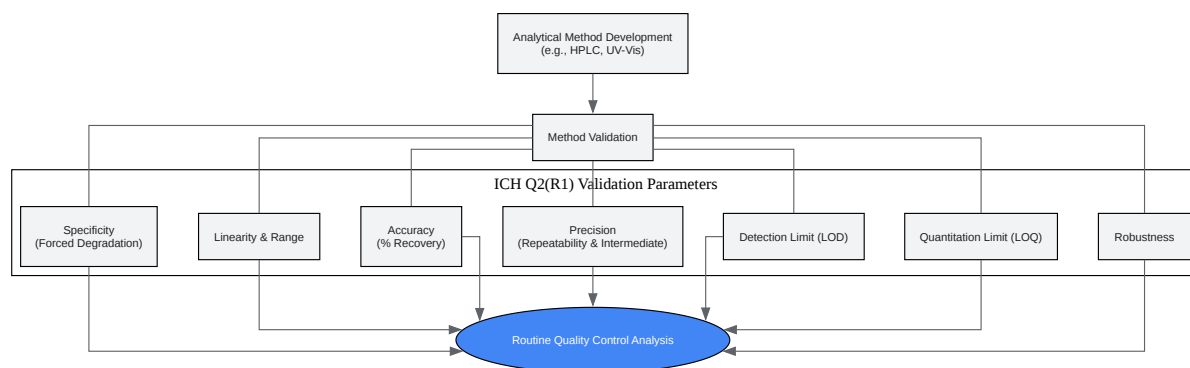 Analytical Method Development
(e.g., HPLC, UV-Vis)
Method Validation
ICH Q2(R1) Validation Parameters
Specificity
(Forced Degradation)
Linearity & Range
Accuracy
(% Recovery)
Precision
(Repeatability & Intermediate)
Detection Limit (LOD)
Quantitation Limit (LOQ)
Robustness
Routine Quality Control Analysis